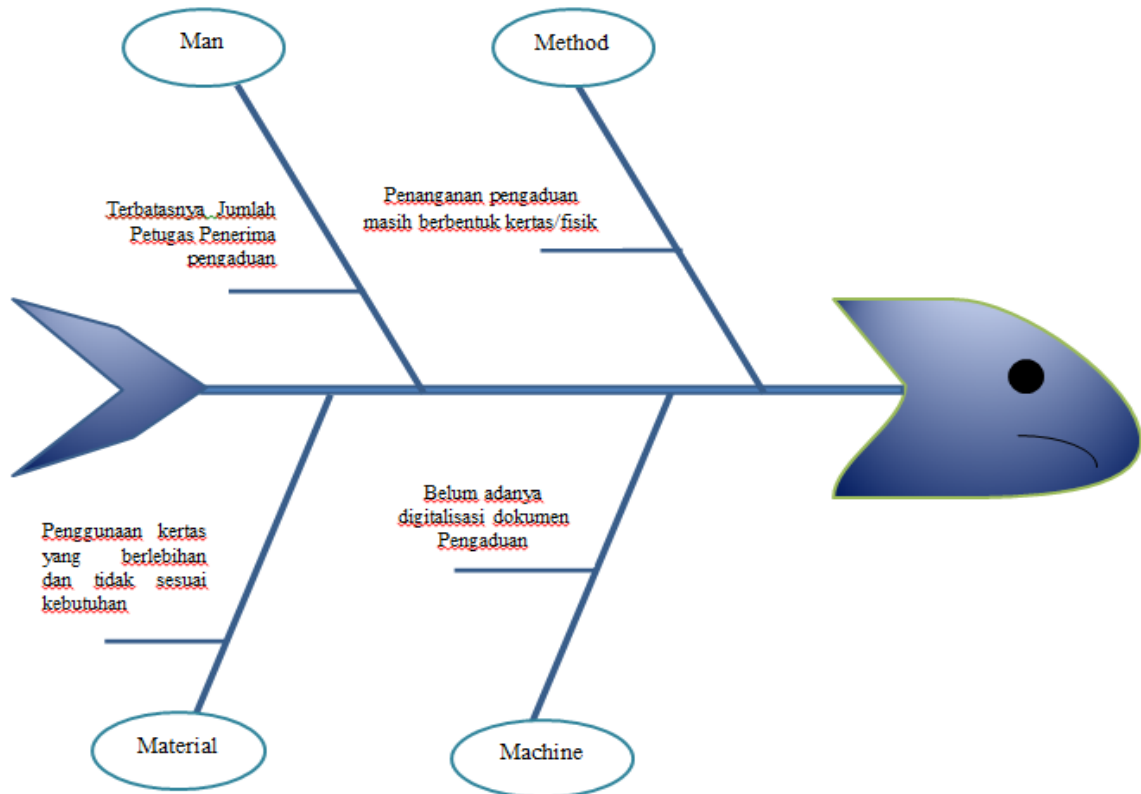 Man
Method
Terbatasnya Jumlah
Petugas Penerima
pengaduan
Penanganan pengaduan
masih berbentuk kertas/fisik
Penggunaan kertas
yang berlebihan
dan tidak sesuai
kebutuhan
Belum adanya
digitalisasi dokumen
Pengaduan
Material
Machine